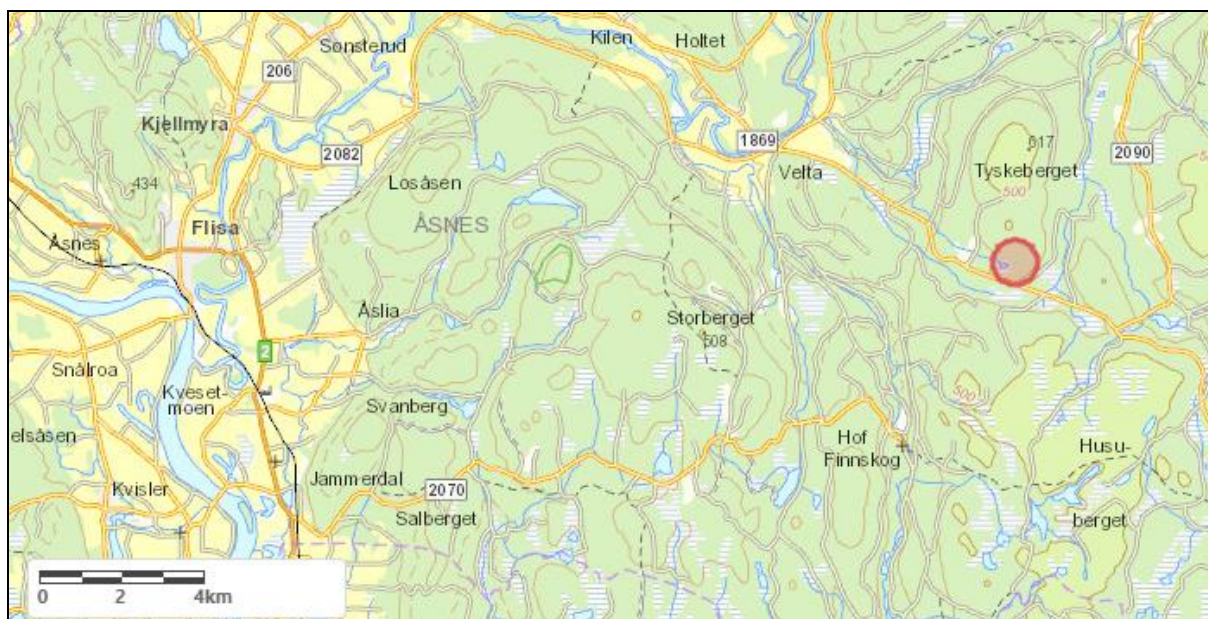 Sonsterud
Kilen
Holtet
206
Kjellmyra
1869
617
2090
2082
Velta
Tyskeberget
434
Losåsen
500
ÅSNES
Flisa
Åsnes
Åslia
Storberget
508
2
Snålroa
Kveset-
moen
500
Svanberg
elsåsen
Hof
Finnskog
Husu-
Jammerdal
2070
Kvisler
Salberget
berget
0 2 4km